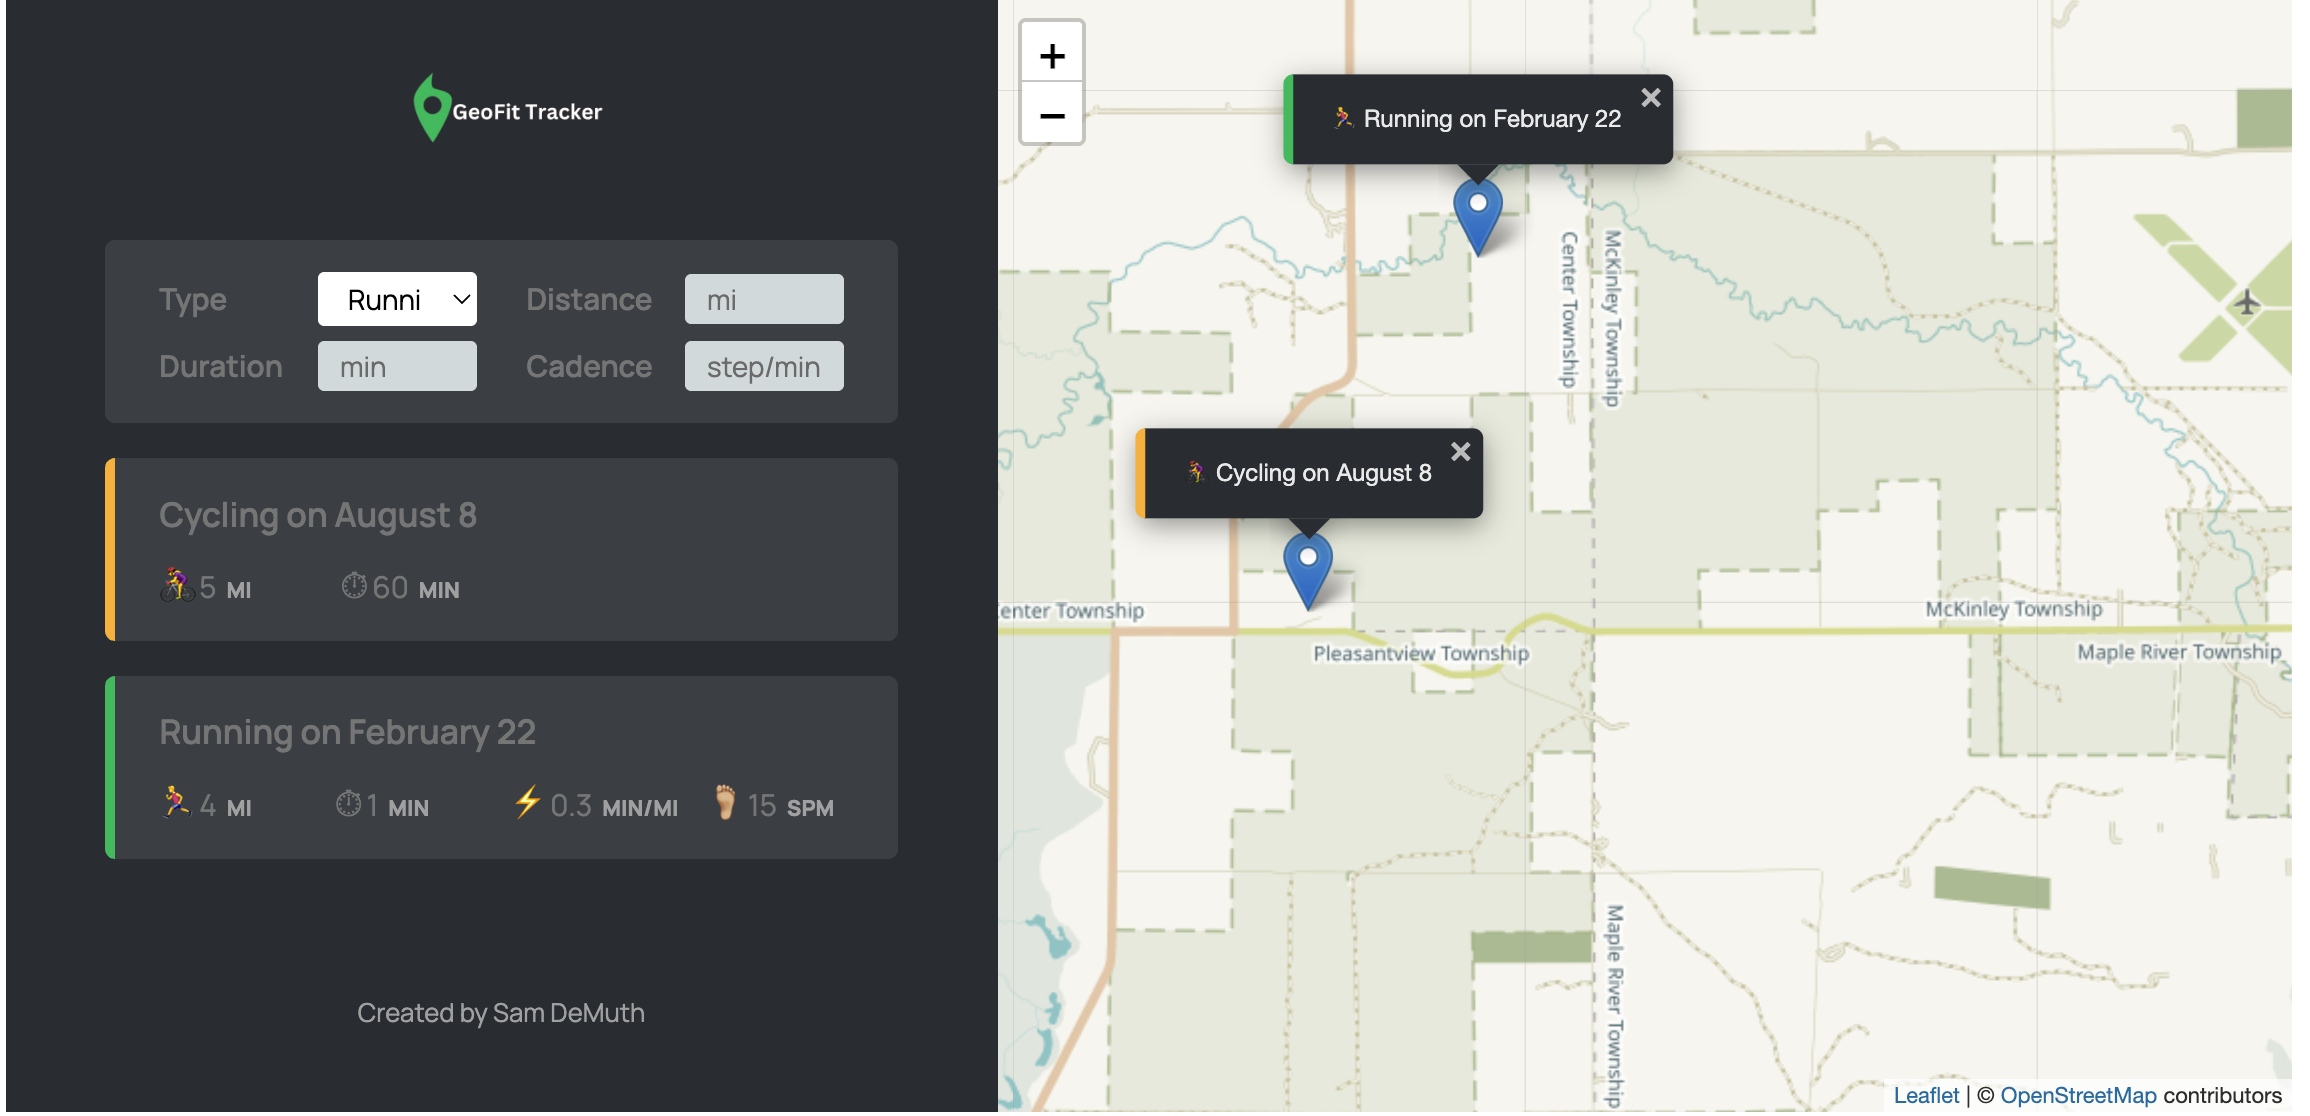 GeoFit Tracker
Type Runni Distance mi
Duration min Cadence step/min
Cycling on August 8
5 MI 60 MIN
Running on February 22
4 MI 1 MIN 0.3 MIN/MI 15 SPM
Created by Sam DeMuth
+
−
Running on February 22
Center Township
McKinley Township
Cycling on August 8
enter Township
McKinley Township
Pleasantview Township
Maple River Township
Maple River Township
Leaflet | © OpenStreetMap contributors